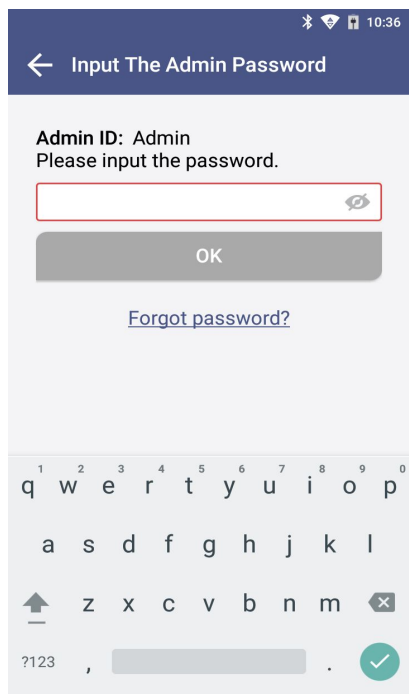 10:36
Input The Admin Password
Admin ID: Admin
Please input the password.
OK
Forgot password?
1 2 3 4 5 6 7 8 9 0
q w e r t y u i o p
a s d f g h j k l
z x c v b n m
?123 , .